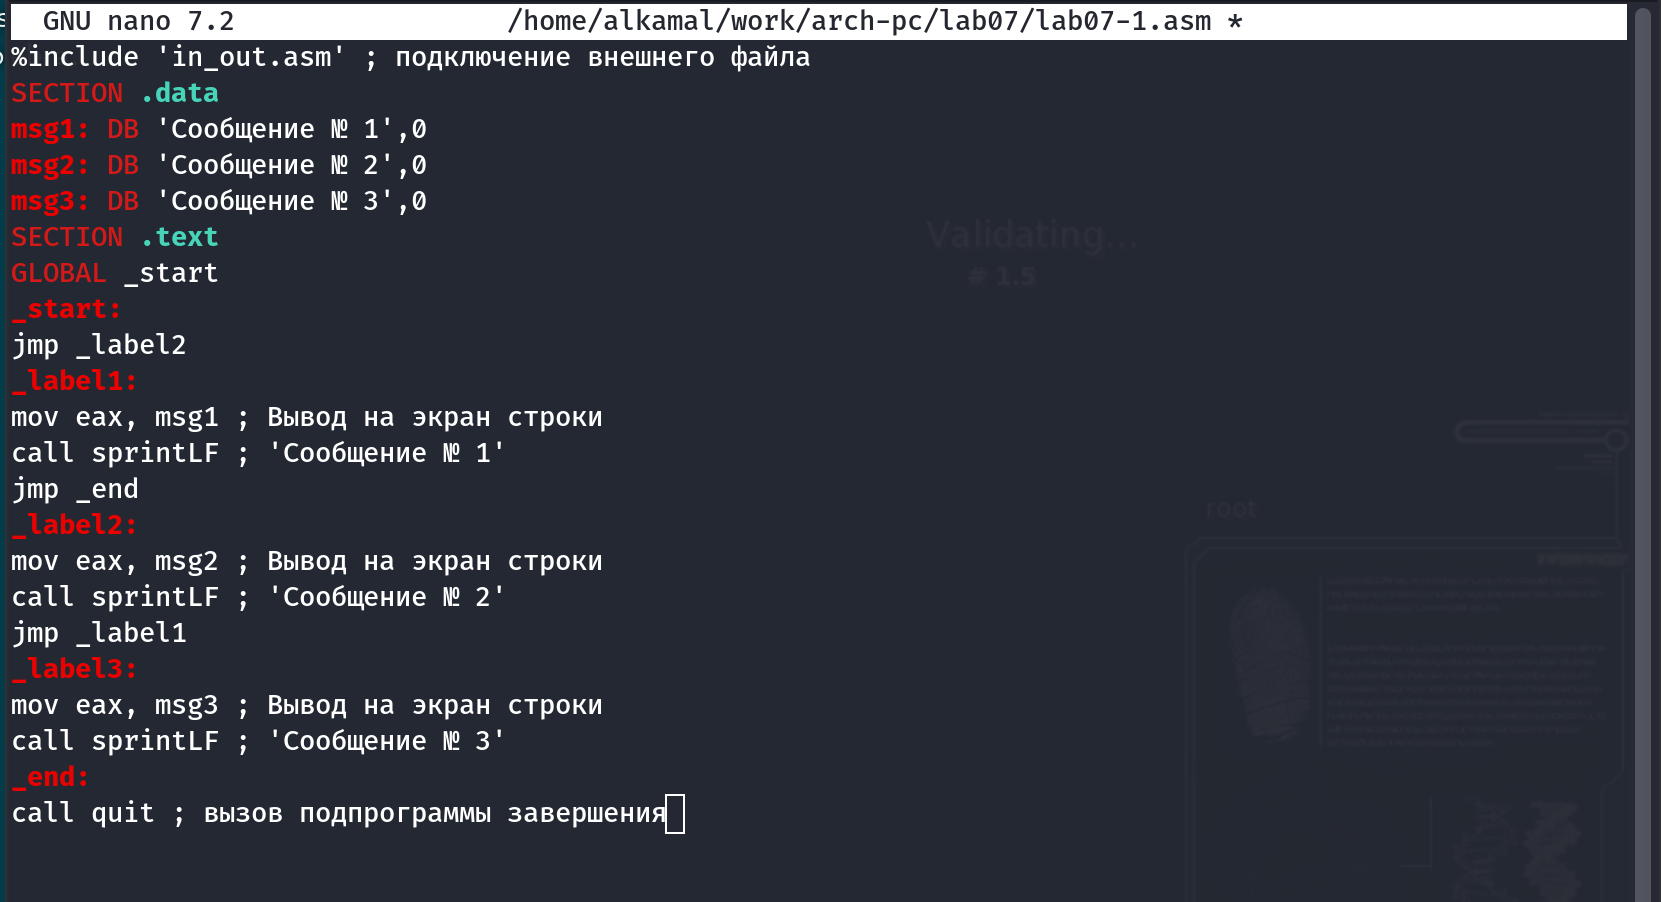 GNU nano 7.2 /home/alkamal/work/arch-pc/lab07/lab07-1.asm *
%include 'in_out.asm' ; подключение внешнего файла
SECTION .data
msg1: DB 'Сообщение № 1',0
msg2: DB 'Сообщение № 2',0
msg3: DB 'Сообщение № 3',0
SECTION .text
GLOBAL _start
_start:
jmp _label2
_label1:
mov eax, msg1 ; Вывод на экран строки
call sprintLF ; 'Сообщение № 1'
jmp _end
_label2:
mov eax, msg2 ; Вывод на экран строки
call sprintLF ; 'Сообщение № 2'
jmp _label1
_label3:
mov eax, msg3 ; Вывод на экран строки
call sprintLF ; 'Сообщение № 3'
_end:
call quit ; вызов подпрограммы завершения
Validating...
# 1.5
root